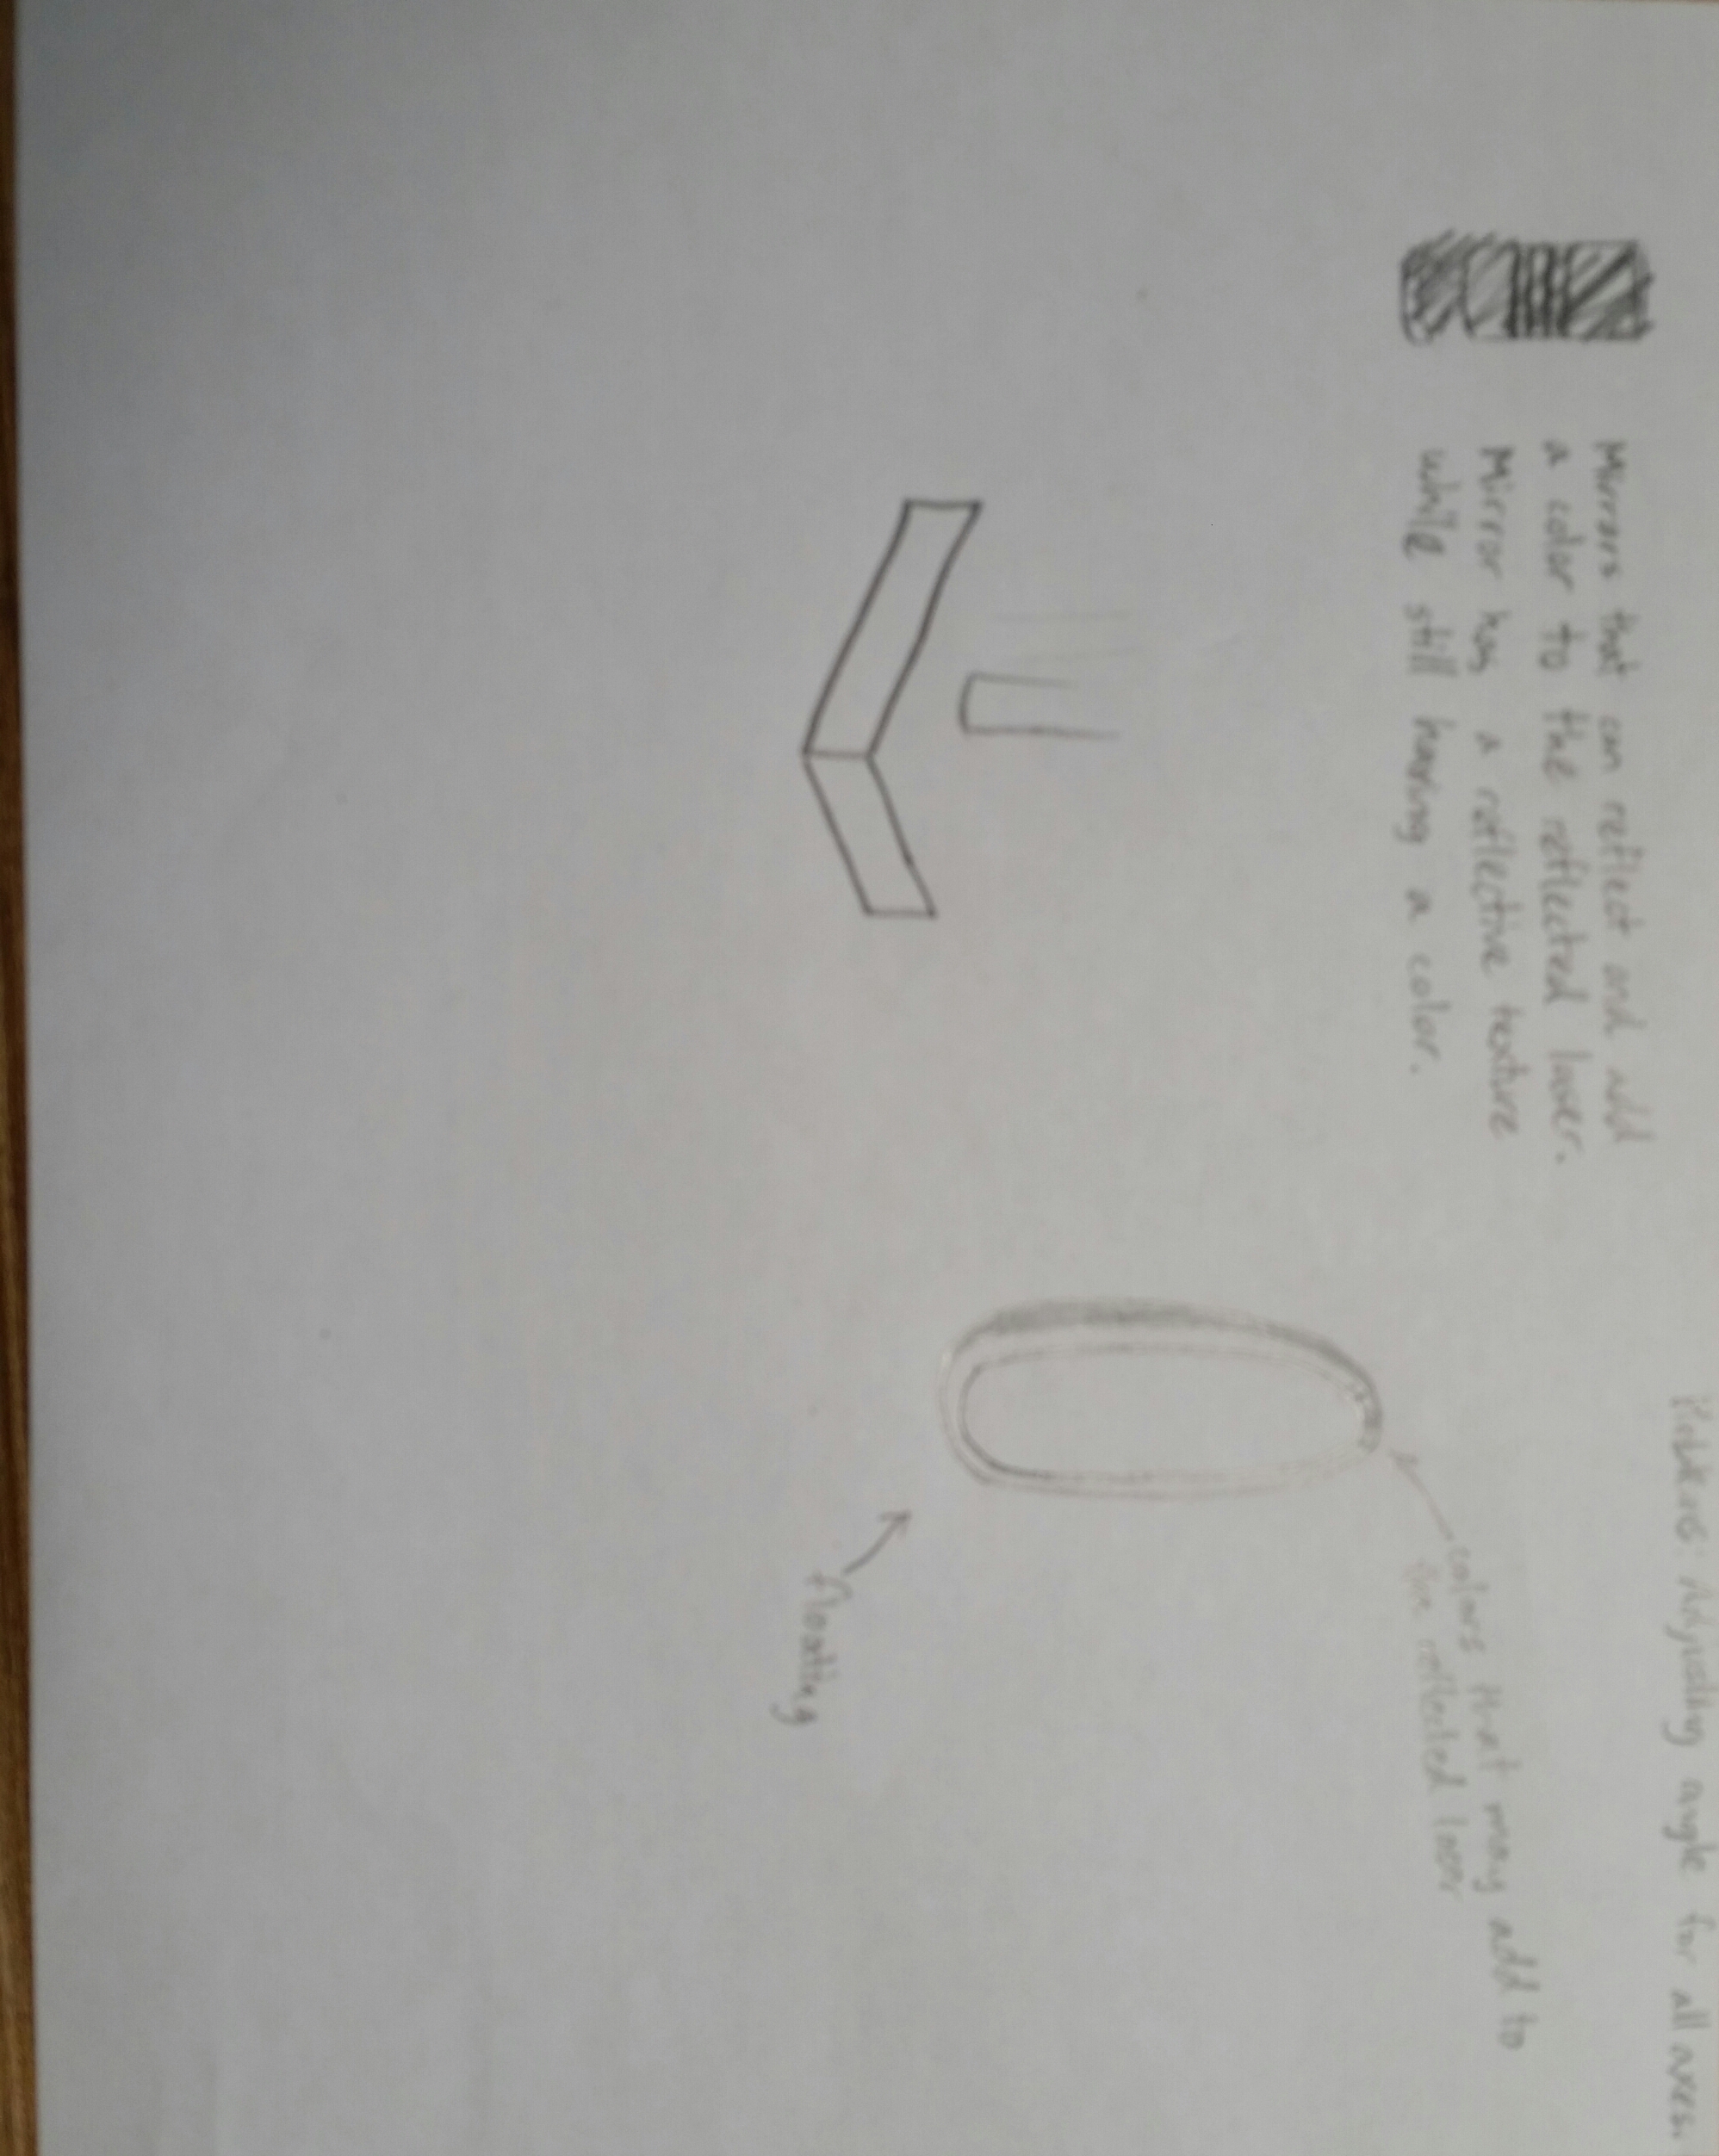 Problems: Adjusting angle for all axes.
Mirrors that can reflect and add
a color to the reflected laser.
Mirror has a reflective texture
while still having a color.
colors that may add to
the reflected laser
floating